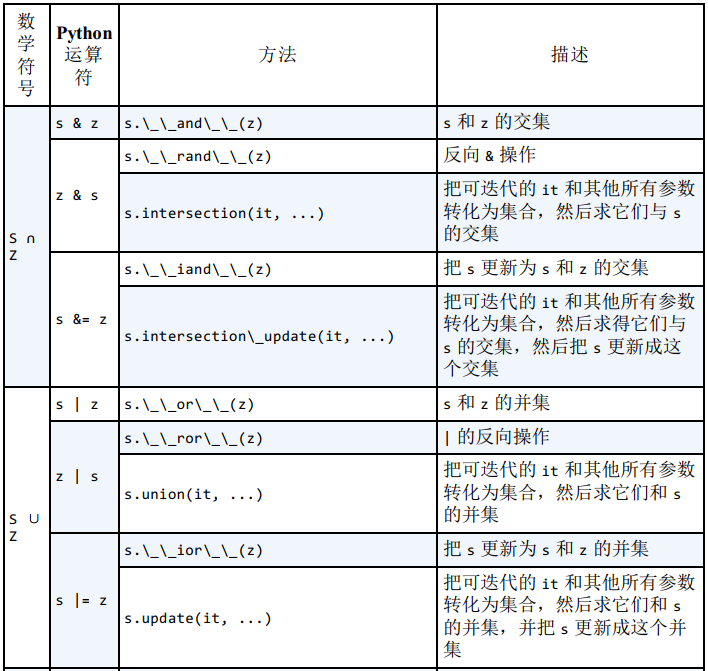 数
学
符
号
Python
运算
符
方法
描述
S ∩
Z
s & z
s.\_\_and\_\_(z)
s 和 z 的交集
z & s
s.\_\_rand\_\_(z)
反向 & 操作
s.intersection(it, ...)
把可迭代的 it 和其他所有参数
转化为集合，然后求它们与 s
的交集
s &= z
s.\_\_iand\_\_(z)
把 s 更新为 s 和 z 的交集
s.intersection\_update(it, ...)
把可迭代的 it 和其他所有参数
转化为集合，然后求得它们与
s 的交集，然后把 s 更新成这
个交集
S ∪
Z
s | z
s.\_\_or\_\_(z)
s 和 z 的并集
z | s
s.\_\_ror\_\_(z)
| 的反向操作
s.union(it, ...)
把可迭代的 it 和其他所有参数
转化为集合，然后求它们和 s
的并集
s |= z
s.\_\_ior\_\_(z)
把 s 更新为 s 和 z 的并集
s.update(it, ...)
把可迭代的 it 和其他所有参数
转化为集合，然后求它们和 s
的并集，并把 s 更新成这个并
集